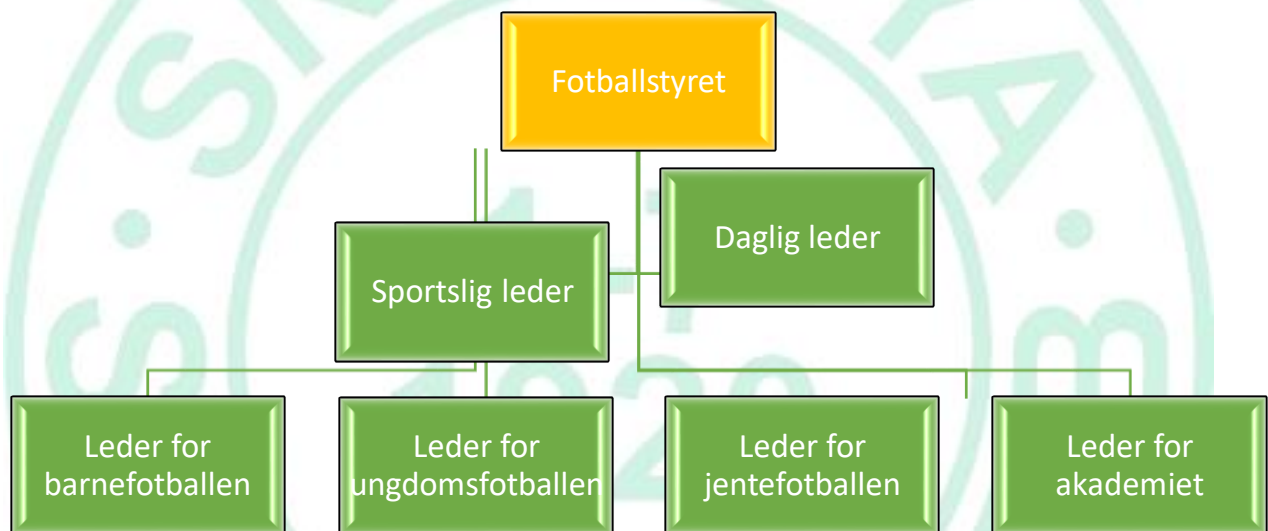 Fotballstyret
Daglig leder
Sportslig leder
Leder for
barnefotballen
Leder for
ungdomsfotballen
Leder for
jentefotballen
Leder for
akademiet